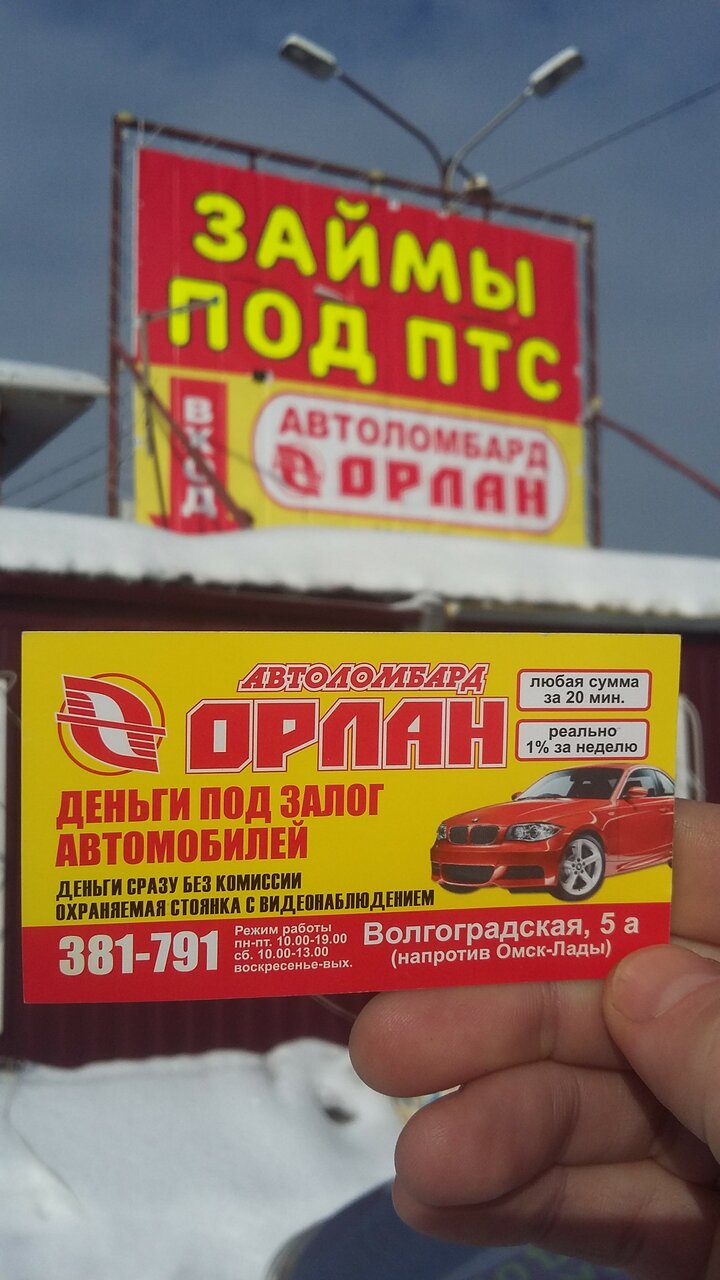 ЗАЙМЫ
ПОД ПТС
ВХОД
АВТОЛОМБАРД
ОРЛАН
АВТОЛОМБАРД
ОРЛАН
любая сумма
за 20 мин.
реально
1% за неделю
ДЕНЬГИ ПОД ЗАЛОГ
АВТОМОБИЛЕЙ
ДЕНЬГИ СРАЗУ БЕЗ КОМИССИИ
ОХРАНЯЕМАЯ СТОЯНКА С ВИДЕОНАБЛЮДЕНИЕМ
381-791
Режим работы
пн-пт. 10.00-19.00
сб. 10.00-13.00
воскресенье-вых.
Волгоградская, 5 а
(напротив Омск-Лады)